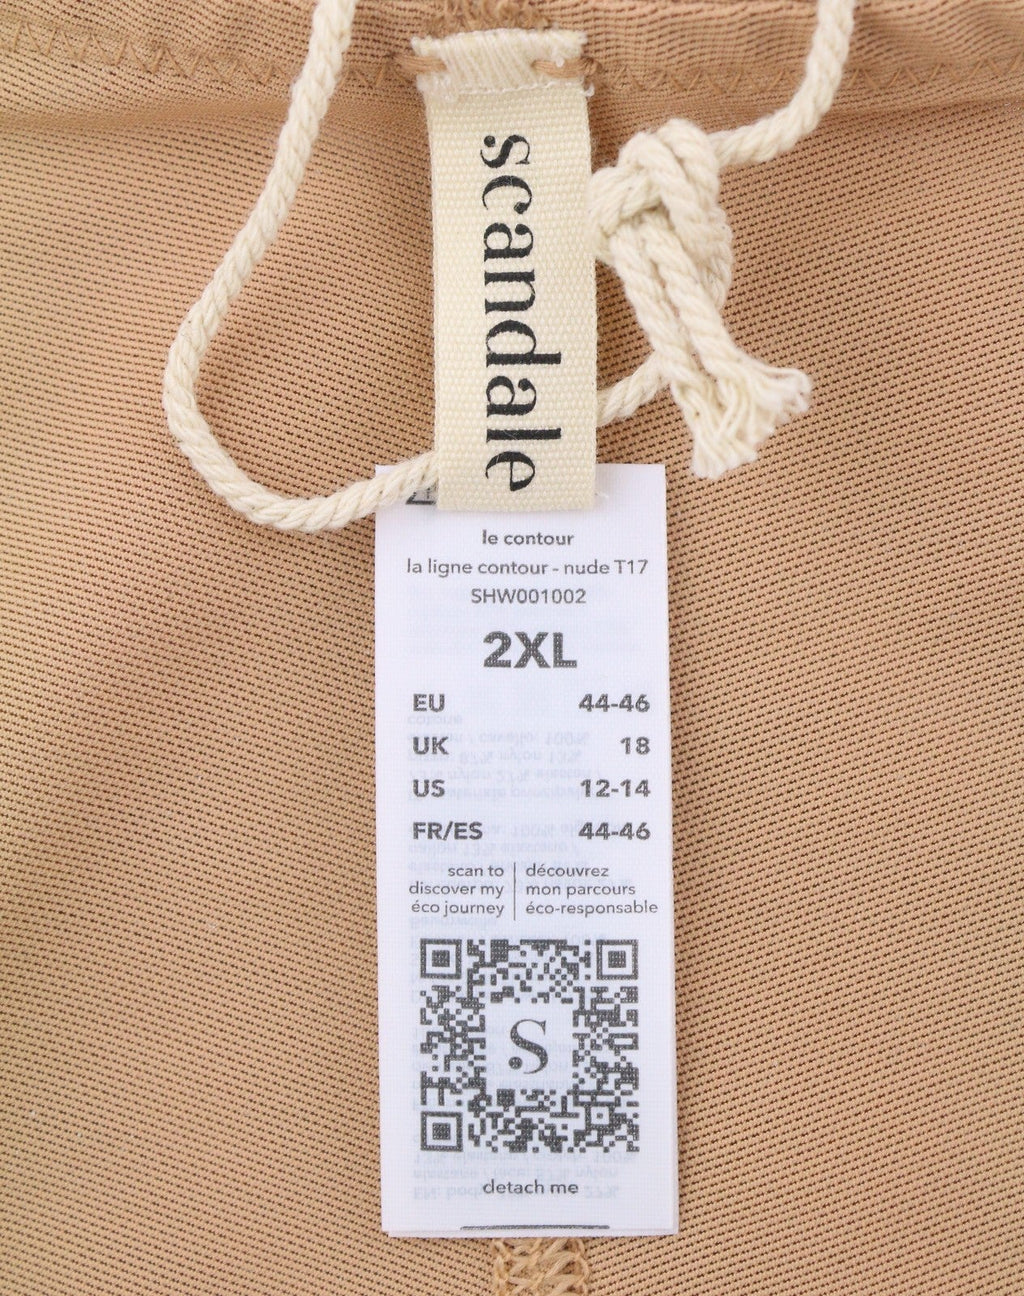 scandale
le contour
la ligne contour - nude T17
SHW001002
2XL
EU 44-46
UK 18
US 12-14
FR/ES 44-46
scan to
discover my
éco journey
découvrez
mon parcours
éco-responsable
S
detach me